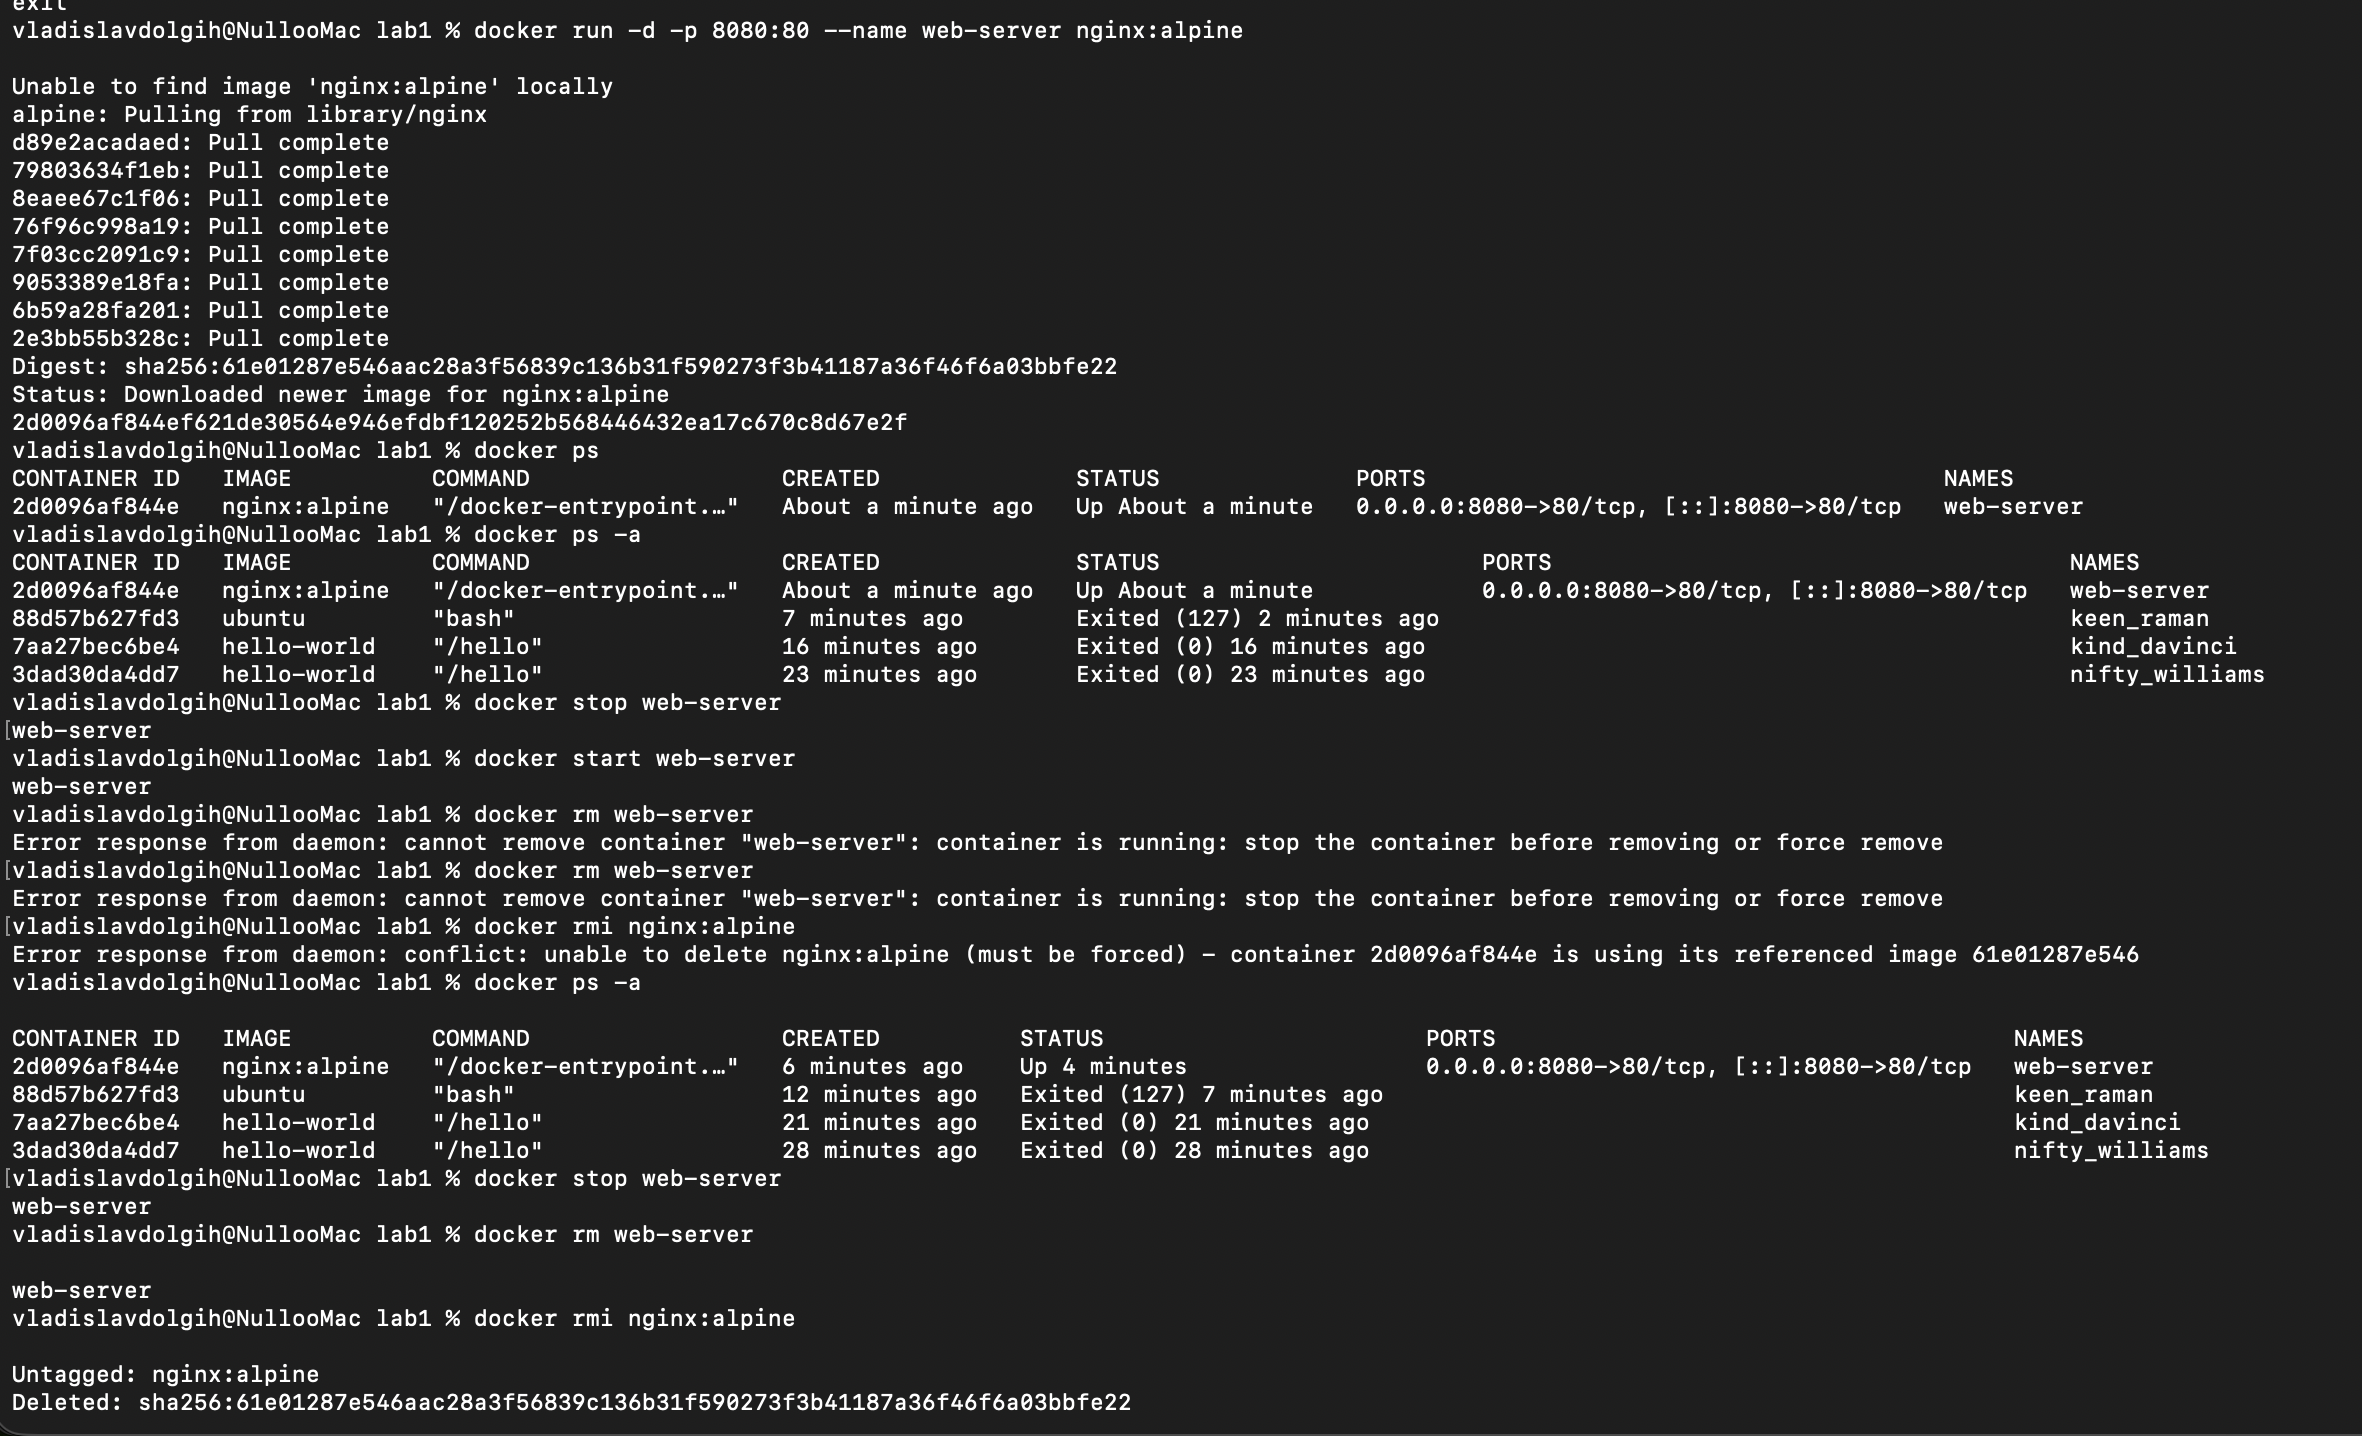 exit
vladislavdolgih@NullooMac lab1 % docker run -d -p 8080:80 --name web-server nginx:alpine
Unable to find image 'nginx:alpine' locally
alpine: Pulling from library/nginx
d89e2acadaed: Pull complete
79803634f1eb: Pull complete
8eaee67c1f06: Pull complete
76f96c998a19: Pull complete
7f03cc2091c9: Pull complete
9053389e18fa: Pull complete
6b59a28fa201: Pull complete
2e3bb55b328c: Pull complete
Digest: sha256:61e01287e546aac28a3f56839c136b31f590273f3b41187a36f46f6a03bbfe22
Status: Downloaded newer image for nginx:alpine
2d0096af844ef621de30564e946efdbf120252b568446432ea17c670c8d67e2f
vladislavdolgih@NullooMac lab1 % docker ps
CONTAINER ID   IMAGE          COMMAND                  CREATED              STATUS              PORTS                                     NAMES
2d0096af844e   nginx:alpine   "/docker-entrypoint.…"   About a minute ago   Up About a minute   0.0.0.0:8080->80/tcp, [::]:8080->80/tcp   web-server
vladislavdolgih@NullooMac lab1 % docker ps -a
CONTAINER ID   IMAGE          COMMAND                  CREATED              STATUS                       PORTS                                     NAMES
2d0096af844e   nginx:alpine   "/docker-entrypoint.…"   About a minute ago   Up About a minute            0.0.0.0:8080->80/tcp, [::]:8080->80/tcp   web-server
88d57b627fd3   ubuntu         "bash"                   7 minutes ago        Exited (127) 2 minutes ago                                             keen_raman
7aa27bec6be4   hello-world    "/hello"                 16 minutes ago       Exited (0) 16 minutes ago                                              kind_davinci
3dad30da4dd7   hello-world    "/hello"                 23 minutes ago       Exited (0) 23 minutes ago                                              nifty_williams
vladislavdolgih@NullooMac lab1 % docker stop web-server
[web-server
vladislavdolgih@NullooMac lab1 % docker start web-server
web-server
vladislavdolgih@NullooMac lab1 % docker rm web-server
Error response from daemon: cannot remove container "web-server": container is running: stop the container before removing or force remove
[vladislavdolgih@NullooMac lab1 % docker rm web-server
Error response from daemon: cannot remove container "web-server": container is running: stop the container before removing or force remove
[vladislavdolgih@NullooMac lab1 % docker rmi nginx:alpine
Error response from daemon: conflict: unable to delete nginx:alpine (must be forced) - container 2d0096af844e is using its referenced image 61e01287e546
vladislavdolgih@NullooMac lab1 % docker ps -a
CONTAINER ID   IMAGE          COMMAND                  CREATED          STATUS                       PORTS                                     NAMES
2d0096af844e   nginx:alpine   "/docker-entrypoint.…"   6 minutes ago    Up 4 minutes                 0.0.0.0:8080->80/tcp, [::]:8080->80/tcp   web-server
88d57b627fd3   ubuntu         "bash"                   12 minutes ago   Exited (127) 7 minutes ago                                             keen_raman
7aa27bec6be4   hello-world    "/hello"                 21 minutes ago   Exited (0) 21 minutes ago                                              kind_davinci
3dad30da4dd7   hello-world    "/hello"                 28 minutes ago   Exited (0) 28 minutes ago                                              nifty_williams
[vladislavdolgih@NullooMac lab1 % docker stop web-server
web-server
vladislavdolgih@NullooMac lab1 % docker rm web-server
web-server
vladislavdolgih@NullooMac lab1 % docker rmi nginx:alpine
Untagged: nginx:alpine
Deleted: sha256:61e01287e546aac28a3f56839c136b31f590273f3b41187a36f46f6a03bbfe22